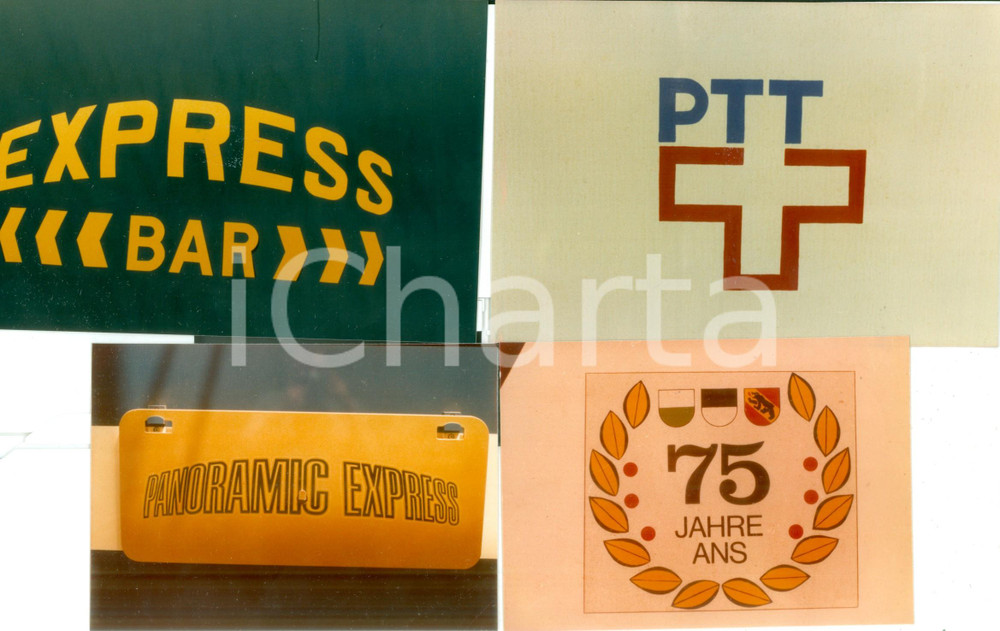 EXPRESS
BAR
PTT
iCharta
PANORAMIC EXPRESS
75
JAHRE
ANS